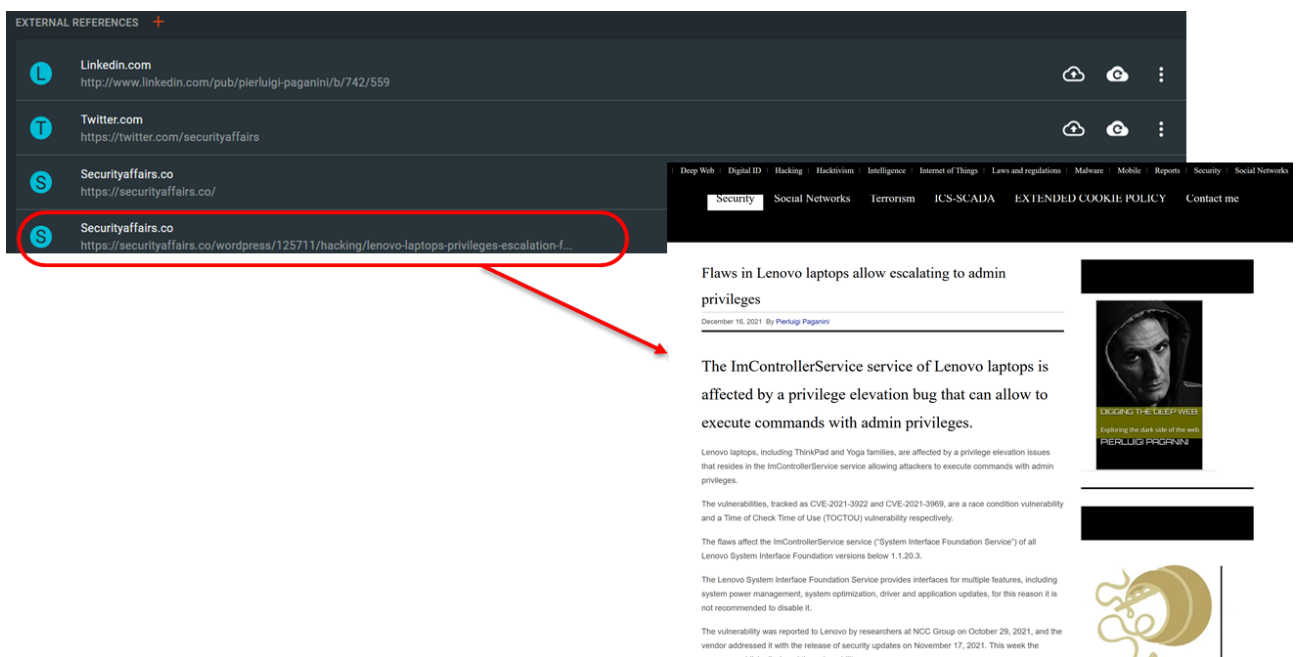 EXTERNAL REFERENCES +
L
Linkedin.com
http://www.linkedin.com/pub/pierluigi-paganini/b/742/559
C
T
Twitter.com
https://twitter.com/securityaffairs
C
S
Securityaffairs.co
https://securityaffairs.co/
S
Securityaffairs.co
https://securityaffairs.co/wordpress/125711/hacking/lenovo-laptops-privileges-escalation-f...
Deep Web | Digital ID | Hacking | Hacktivism | Intelligence | Internet of Things | Laws and regulations | Malware | Mobile | Reports | Security | Social Networks
Security Social Networks Terrorism ICS-SCADA EXTENDED COOKIE POLICY Contact me
Flaws in Lenovo laptops allow escalating to admin
privileges
December 16, 2021 By Pierluigi Paganini
The ImControllerService service of Lenovo laptops is
affected by a privilege elevation bug that can allow to
execute commands with admin privileges.
Lenovo laptops, including ThinkPad and Yoga families, are affected by a privilege elevation issues
that resides in the ImControllerService service allowing attackers to execute commands with admin
privileges.
The vulnerabilities, tracked as CVE-2021-3922 and CVE-2021-3969, are a race condition vulnerability
and a Time of Check Time of Use (TOCTOU) vulnerability respectively.
The flaws affect the ImControllerService service ("System Interface Foundation Service") of all
Lenovo System Interface Foundation versions below 1.1.20.3.
The Lenovo System Interface Foundation Service provides interfaces for multiple features, including
system power management, system optimization, driver and application updates, for this reason it is
not recommended to disable it.
The vulnerability was reported to Lenovo by researchers at NCC Group on October 29, 2021, and the
vendor addressed it with the release of security updates on November 17, 2021. This week the
DIGGING THE DEEP WEB
Exploring the dark side of the web
PIERLUIGI PAGANINI